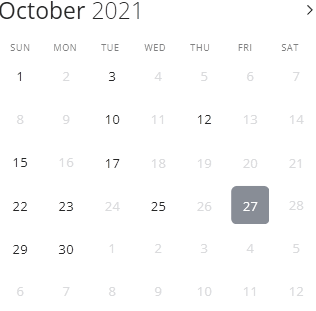 October 2021
SUN MON TUE WED THU FRI SAT
1 2 3 4 5 6 7
8 9 10 11 12 13 14
15 16 17 18 19 20 21
22 23 24 25 26 27 28
29 30 1 2 3 4 5
6 7 8 9 10 11 12